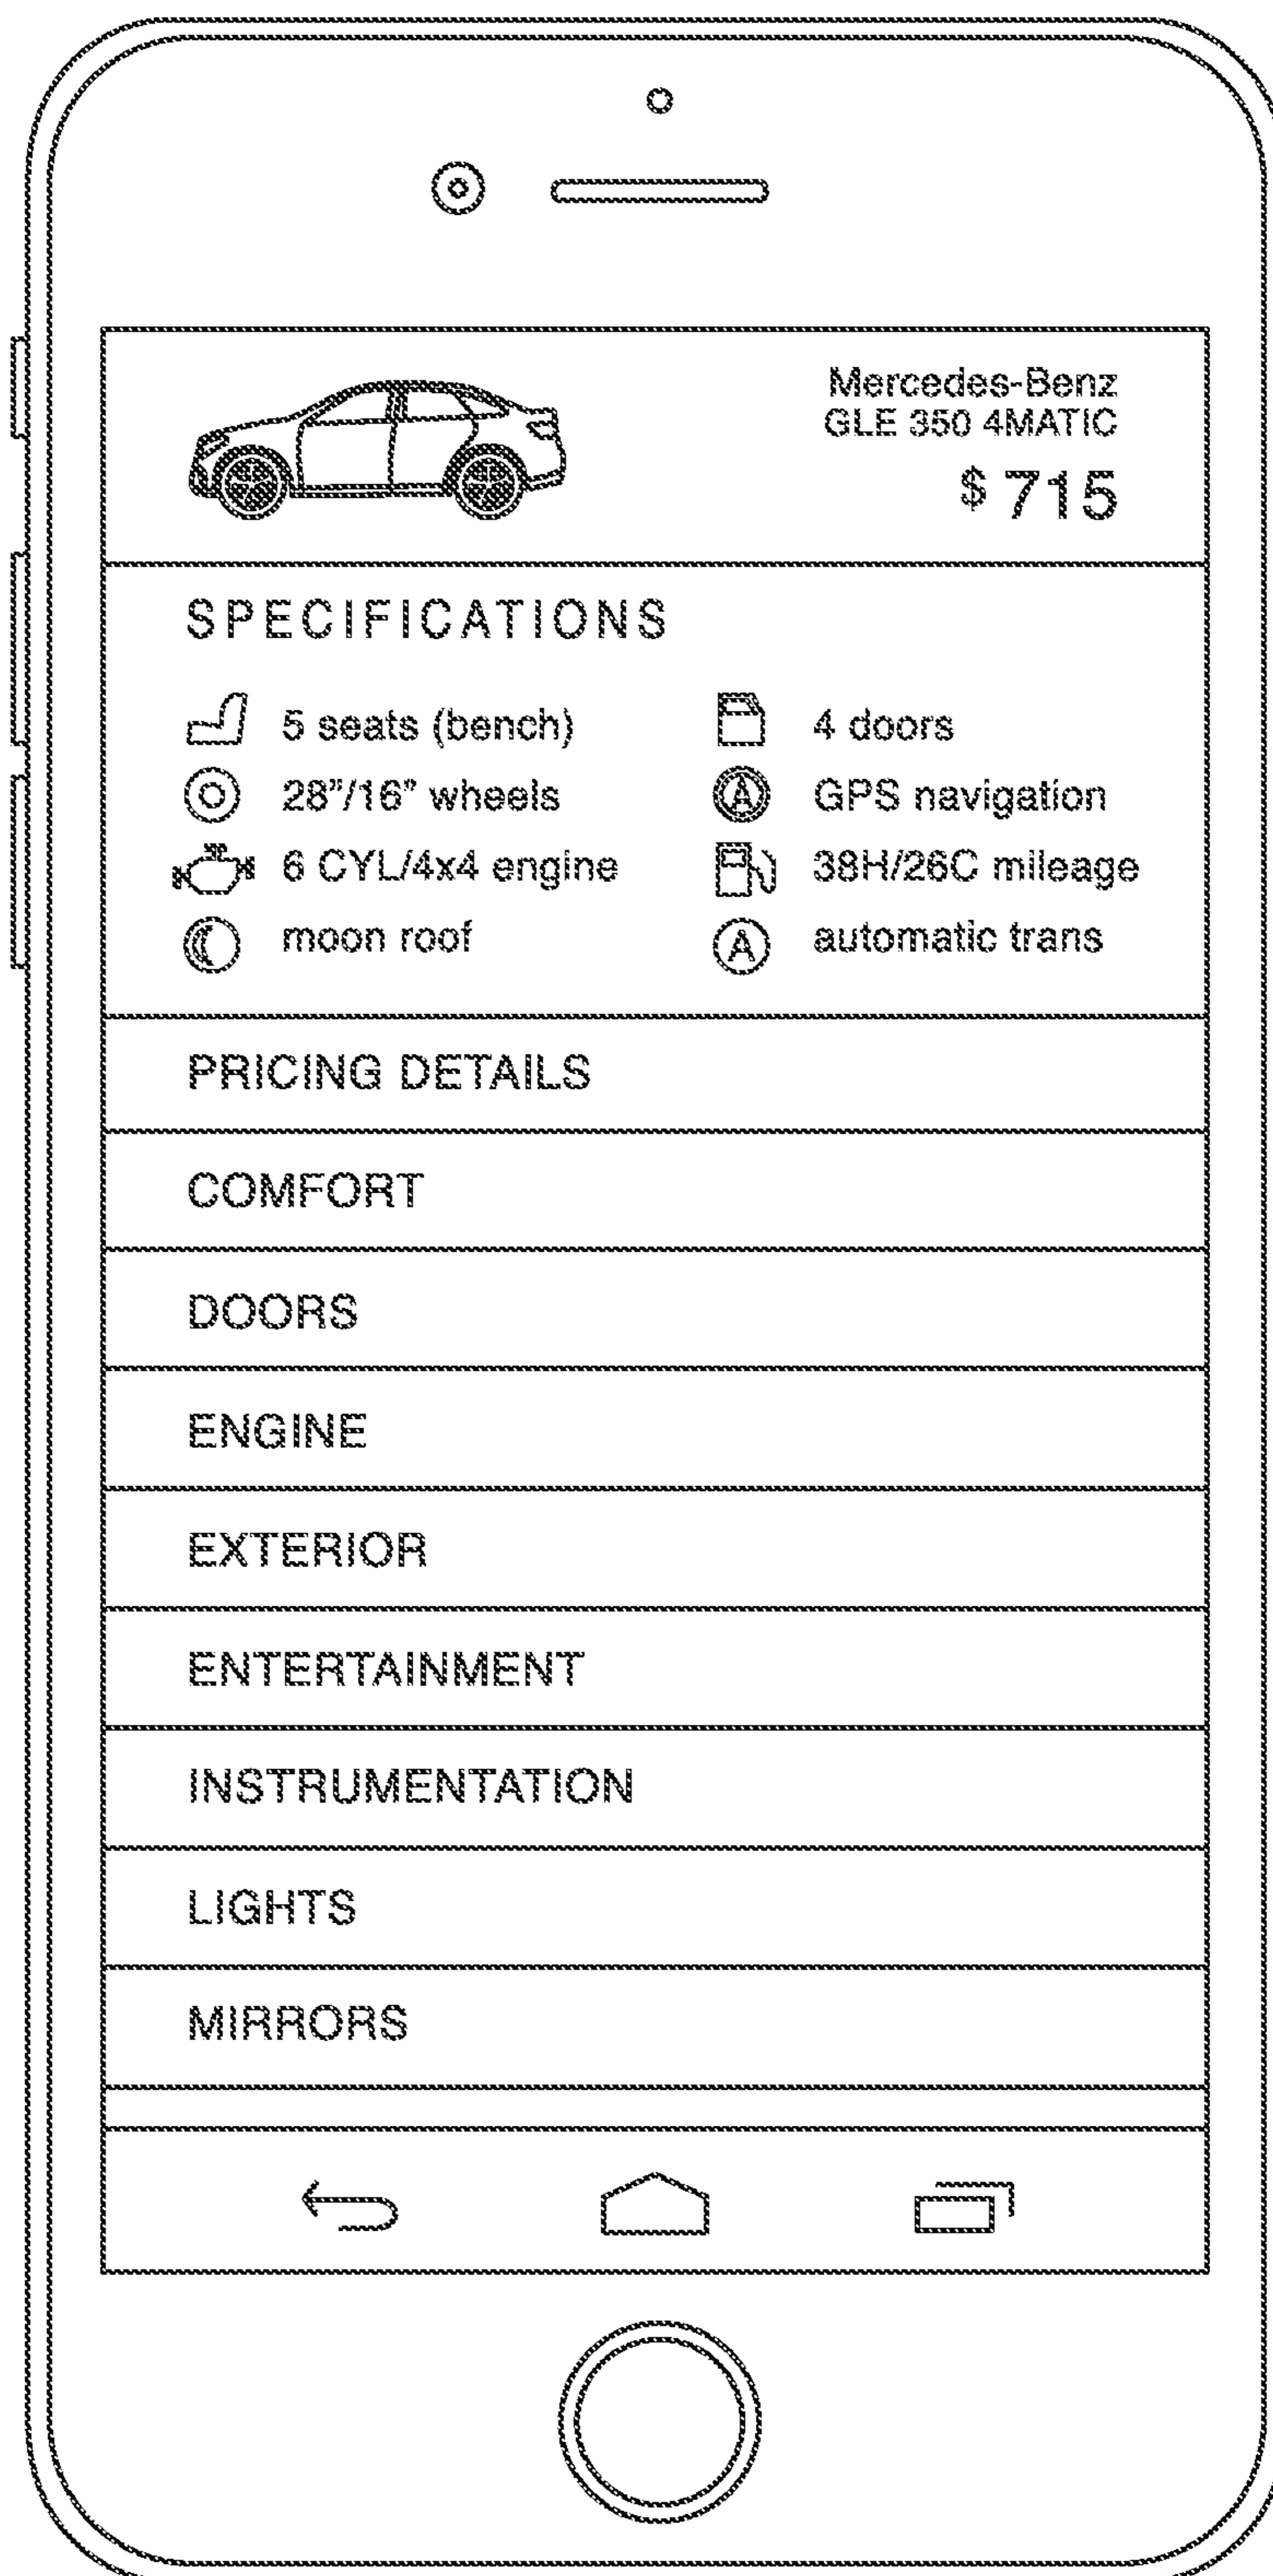 Mercedes-Benz
GLE 350 4MATIC
$ 715
SPECIFICATIONS
5 seats (bench)
4 doors
28”/16” wheels
A
GPS navigation
6 CYL/4x4 engine
38H/26C mileage
moon roof
A
automatic trans
PRICING DETAILS
COMFORT
DOORS
ENGINE
EXTERIOR
ENTERTAINMENT
INSTRUMENTATION
LIGHTS
MIRRORS